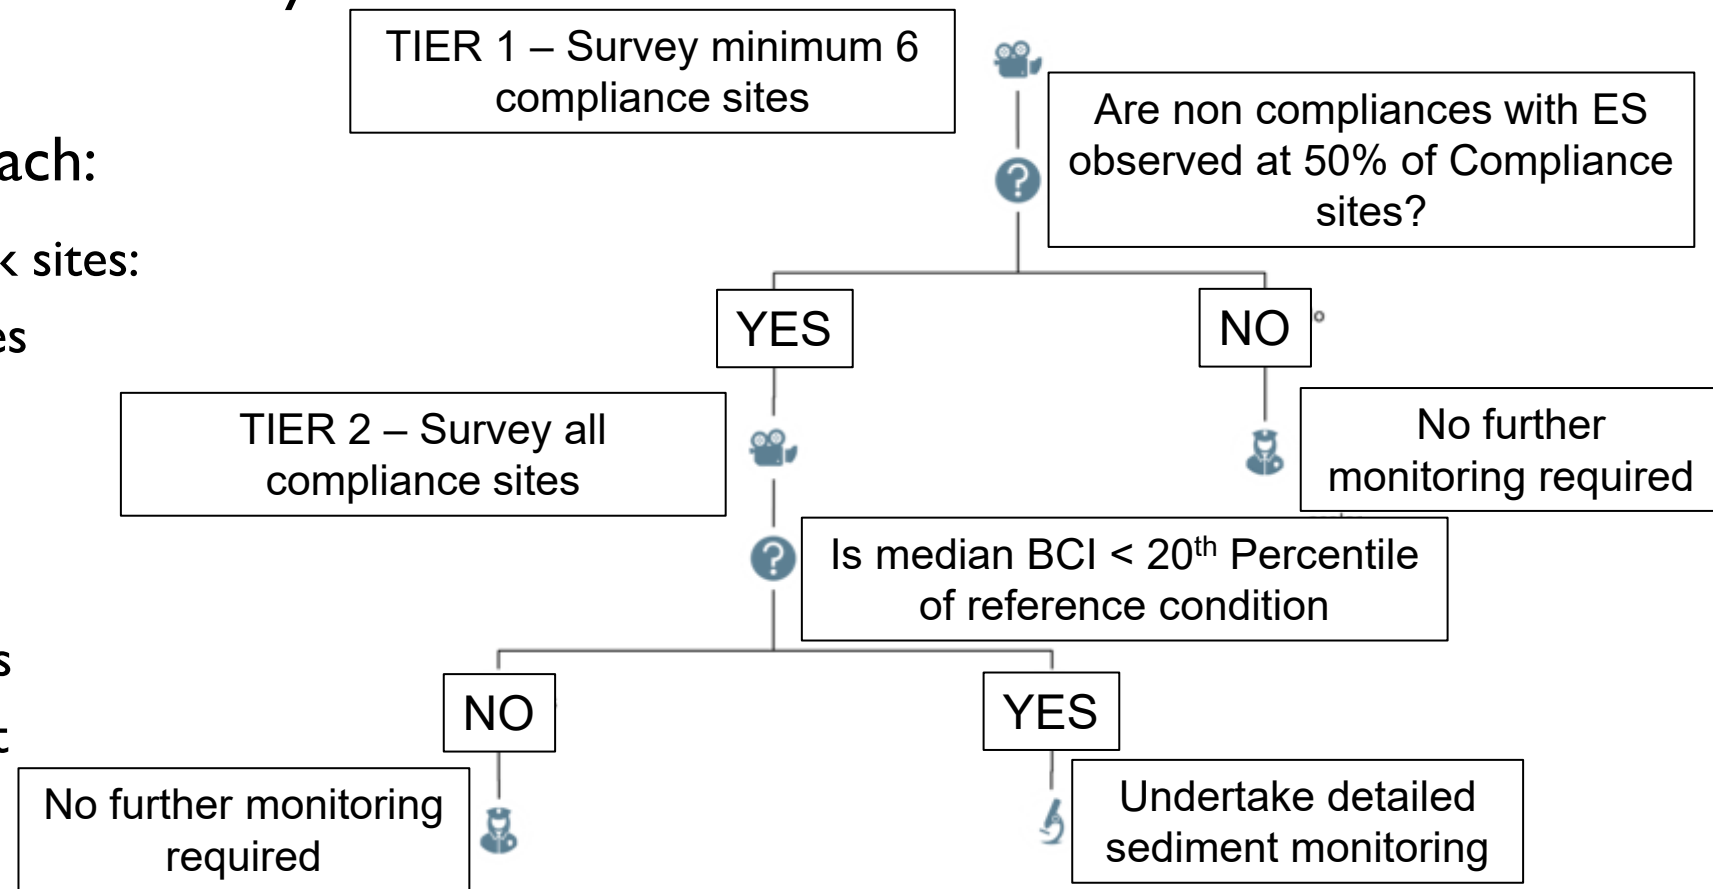 TIER 1 – Survey minimum 6
compliance sites
Are non compliances with ES
observed at 50% of Compliance
sites?
ach:
k sites:
es
YES
NO
TIER 2 – Survey all
compliance sites
No further
monitoring required
Is median BCI < 20th Percentile
of reference condition
s
t
NO
YES
No further monitoring
required
Undertake detailed
sediment monitoring